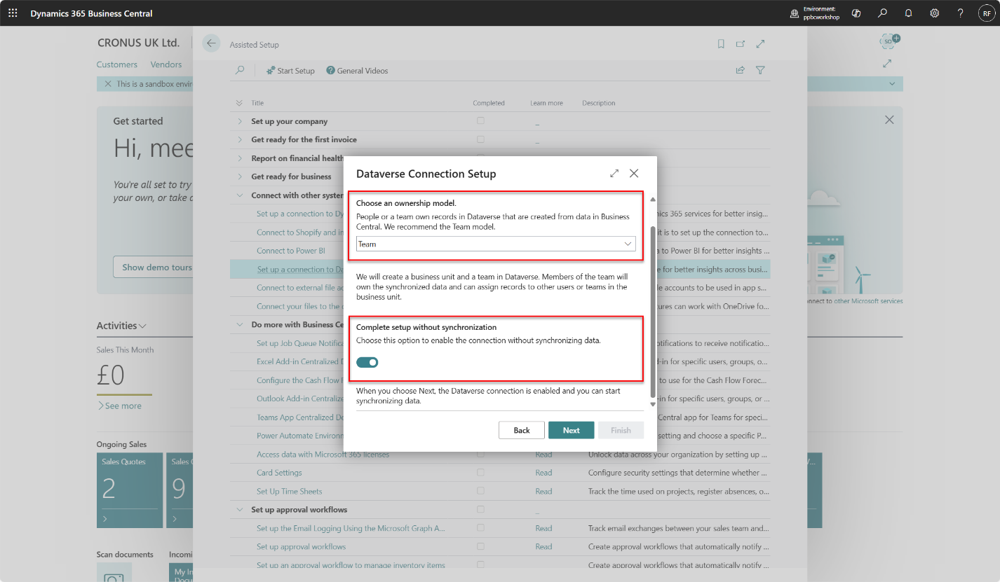 Dynamics 365 Business Central
Environment:
ppbcworkshop
RF
CRONUS UK Ltd.
Customers Vendors
This is a sandbox envir
Get started
Hi, mee
You're all set to try
your own, or take a
Show demo tours
nnect to other Microsoft services
Activities
Sales This Month
£0
See more
Ongoing Sales
Sales Quotes
2
Sales
9
Scan documents
Incomi
My In
Docum
Assisted Setup
Start Setup General Videos
Title Completed Learn more Description
Set up your company
Get ready for the first invoice
Report on financial health
Get ready for business
Connect with other system
Set up a connection to Dy
ics 365 services for better insig...
Connect to Shopify and in
it is to set up the connection to...
Connect to Power BI
a to Power BI for better insights ...
Set up a connection to Da
e for better insights across busi...
Connect to external file ac
le accounts to be used in app s...
Connect your files to the c
ures can work with OneDrive fo...
Do more with Business Ce
Set up Job Queue Notifica
notifications to receive notificatio...
Excel Add-in Centralized D
-in for specific users, groups, o...
Configure the Cash Flow F
to use for the Cash Flow Forec...
Outlook Add-in Centralize
-in for specific users, groups, or ...
Teams App Centralized De
Central app for Teams for speci...
Power Automate Environm
setting and choose a specific P...
Access data with Microsoft 365 licenses Read Unlock data across your organization by setting up ...
Card Settings Read Configure security settings that determine whether ...
Set Up Time Sheets Read Track the time used on projects, register absences, o...
Set up approval workflows
Set up the Email Logging Using the Microsoft Graph A... Read Track email exchanges between your sales team and...
Set up approval workflows Read Create approval workflows that automatically notify ...
Set up an approval workflow to manage inventory items
Create approval workflows that automatically notify ...
Dataverse Connection Setup
Choose an ownership model.
People or a team own records in Dataverse that are created from data in Business
Central. We recommend the Team model.
Team
We will create a business unit and a team in Dataverse. Members of the team will
own the synchronized data and can assign records to other users or teams in the
business unit.
Complete setup without synchronization
Choose this option to enable the connection without synchronizing data.
When you choose Next, the Dataverse connection is enabled and you can start
synchronizing data.
Back Next Finish